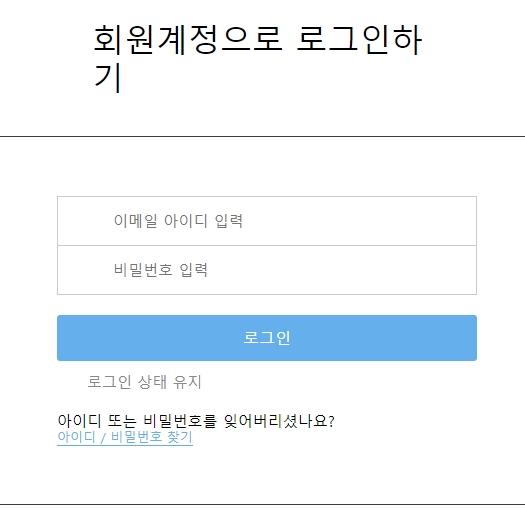 회원계정으로 로그인하
기
이메일 아이디 입력
비밀번호 입력
로그인
로그인 상태 유지
아이디 또는 비밀번호를 잊어버리셨나요?
아이디 / 비밀번호 찾기